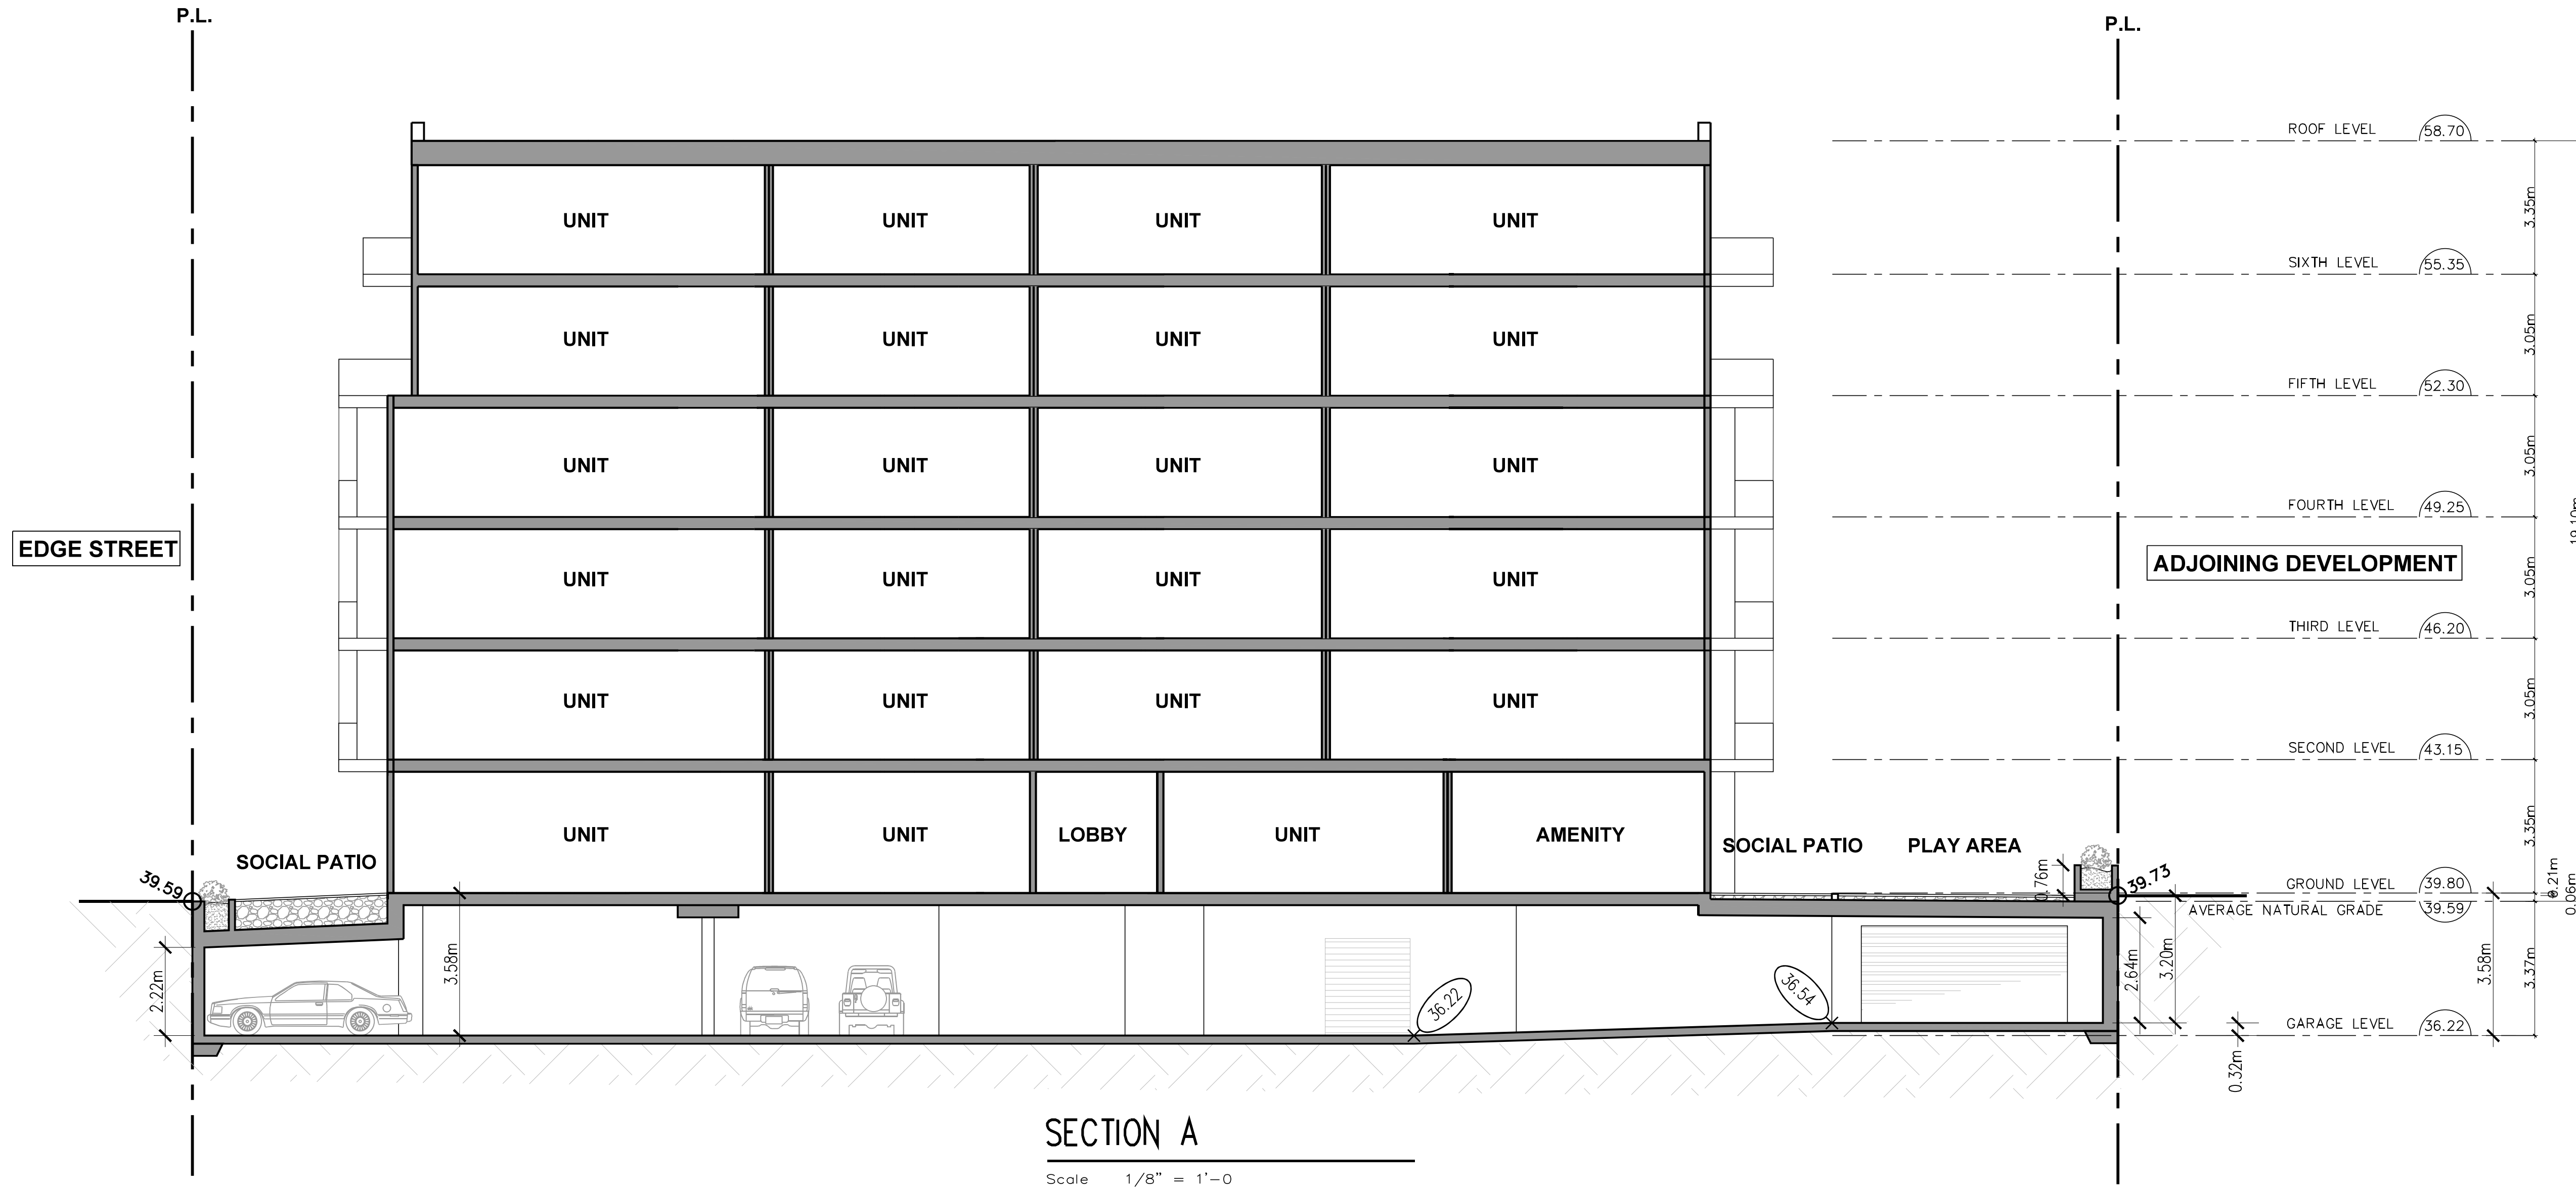 P.L.
P.L.
ROOF LEVEL 58.70
3.35m
UNIT UNIT UNIT UNIT
SIXTH LEVEL 55.35
3.05m
UNIT UNIT UNIT UNIT
FIFTH LEVEL 52.30
3.05m
UNIT UNIT UNIT UNIT
FOURTH LEVEL 49.25
19.10m
EDGE STREET
ADJOINING DEVELOPMENT
3.05m
UNIT UNIT UNIT UNIT
THIRD LEVEL 46.20
3.05m
UNIT UNIT UNIT UNIT
SECOND LEVEL 43.15
3.35m
UNIT UNIT LOBBY UNIT AMENITY
SOCIAL PATIO
SOCIAL PATIO PLAY AREA
39.59
0.76m
39.73
GROUND LEVEL 39.80
0.21m
0.06m
AVERAGE NATURAL GRADE 39.59
2.22m
3.58m
36.22
36.54
2.64m
3.20m
3.58m
3.37m
GARAGE LEVEL 36.22
0.32m
SECTION A
Scale 1/8" = 1'-0